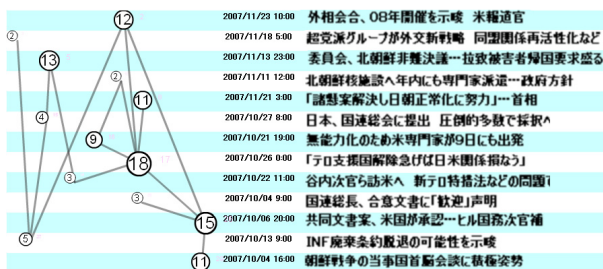 12 2007/11/23 10:00 外相会合、08年開催を示唆 米報道官
2 2007/11/18 5:00 超党派グループが外交新戦略 同盟関係再活性化など
13 2007/11/13 23:00 委員会、北朝鮮非難決議…拉致被害者帰国要求盛る
2 2007/11/11 12:00 北朝鮮核施設へ年内にも専門家派遣…政府方針
11 2007/11/21 3:00 「諸懸案解決し日朝正常化に努力」…首相
4 2007/10/27 8:00 日本、国連総会に提出 圧倒的多数で採択へ
9 2007/10/21 19:00 無能力化のため米専門家が9日にも出発
18 17 2007/10/26 0:00 「テロ支援国解除急げば日米関係損なう」
3 2007/10/22 11:00 谷内次官ら訪米へ 新テロ特措法などの問題で
3 2007/10/04 9:00 国連総長、合意文書に「歓迎」声明
15 2007/10/06 20:00 共同文書案、米国が承認…ヒル国務次官補
5 2007/10/13 9:00 INF廃棄条約脱退の可能性を示唆
11 2007/10/04 16:00 朝鮮戦争の当事国首脳会談に積極姿勢